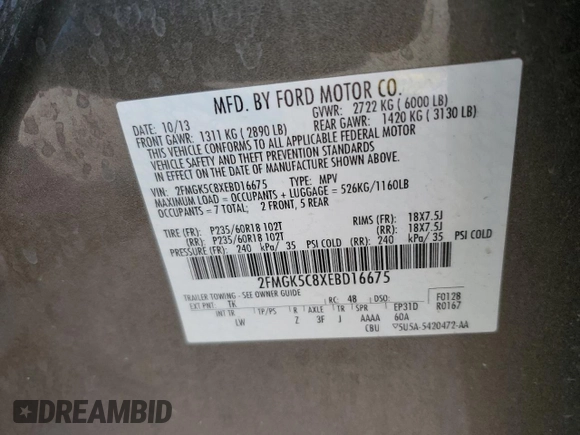 MFD. BY FORD MOTOR CO.
DATE: 10/13 GVWR: 2722 KG ( 6000 LB)
FRONT GAWR: 1311 KG ( 2890 LB) REAR GAWR: 1420 KG ( 3130 LB)
THIS VEHICLE CONFORMS TO ALL APPLICABLE FEDERAL MOTOR
VEHICLE SAFETY AND THEFT PREVENTION STANDARDS
IN EFFECT ON THE DATE OF MANUFACTURE SHOWN ABOVE.
VIN: 2FMGK5C8XEBD16675 TYPE: MPV
MAXIMUM LOAD = OCCUPANTS + LUGGAGE = 526KG/1160LB
OCCUPANTS = 7 TOTAL; 2 FRONT, 5 REAR
TIRE (FR): P235/60R18 102T RIMS (FR): 18X7.5J
(RR): P235/60R18 102T (RR): 18X7.5J
PRESSURE (FR): 240 kPa/ 35 PSI COLD (RR): 240 kPa/ 35 PSI COLD
2FMGK5C8XEBD16675
TRAILER TOWING - SEE OWNER GUIDE F0128
EXT PNT: TK RC: 48 DSO: R0167
INT TR TP/PS R AXLE TR SPR EP31D
LW Z 3F J AAAA 60A
CBU ▽5U5A-5420472-AA
DREAMBID